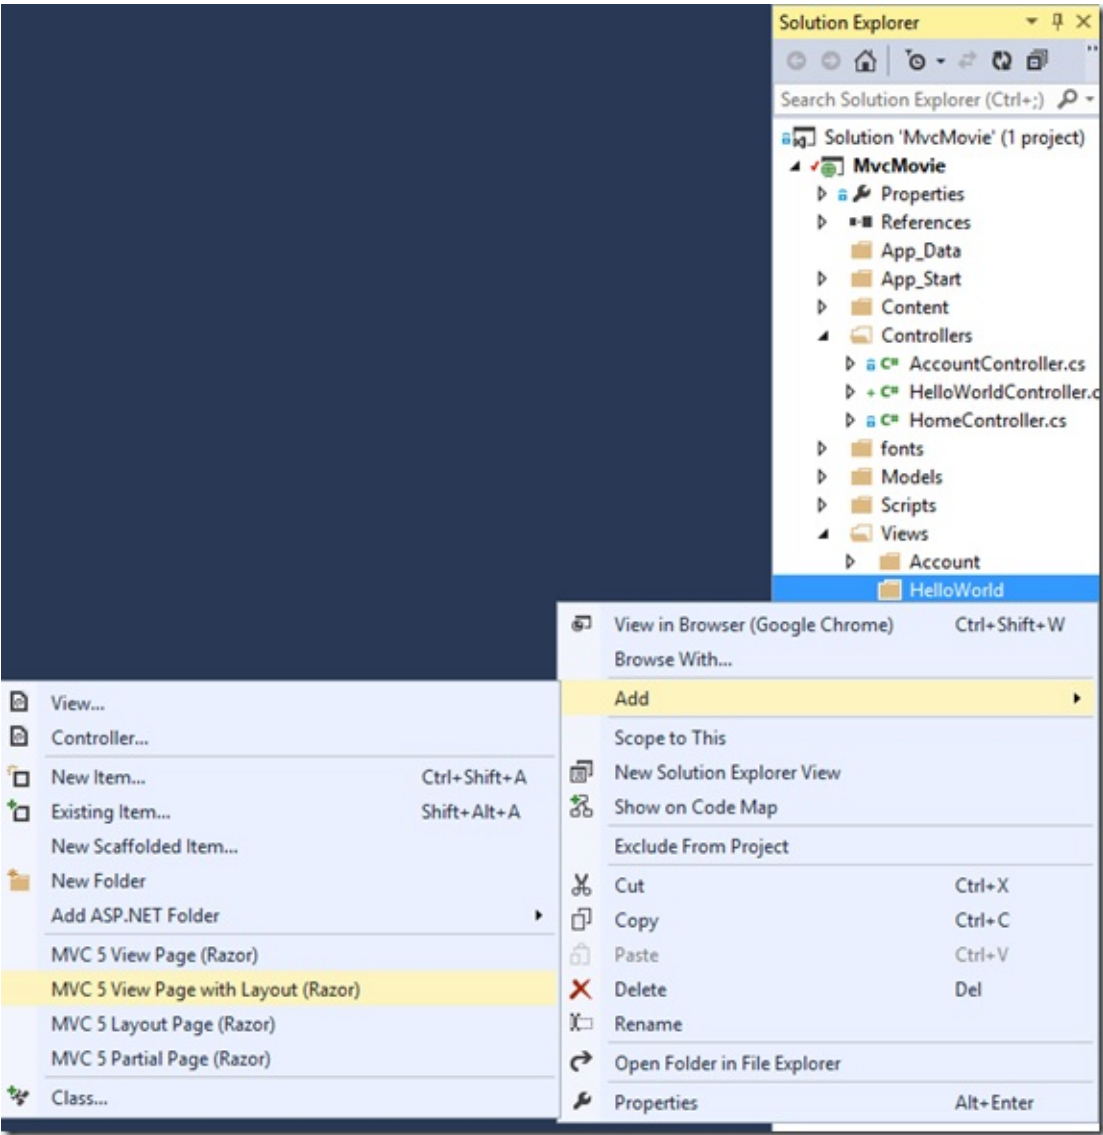 Solution Explorer
Search Solution Explorer (Ctrl+;)
Solution 'MvcMovie' (1 project)
MvcMovie
Properties
References
App_Data
App_Start
Content
Controllers
C# AccountController.cs
C# HelloWorldController.c
C# HomeController.cs
fonts
Models
Scripts
Views
Account
HelloWorld
View in Browser (Google Chrome) Ctrl+Shift+W
Browse With...
Add
Scope to This
New Solution Explorer View
Show on Code Map
Exclude From Project
Cut Ctrl+X
Copy Ctrl+C
Paste Ctrl+V
Delete Del
Rename
Open Folder in File Explorer
Properties Alt+Enter
View...
Controller...
New Item... Ctrl+Shift+A
Existing Item... Shift+Alt+A
New Scaffolded Item...
New Folder
Add ASP.NET Folder
MVC 5 View Page (Razor)
MVC 5 View Page with Layout (Razor)
MVC 5 Layout Page (Razor)
MVC 5 Partial Page (Razor)
Class...